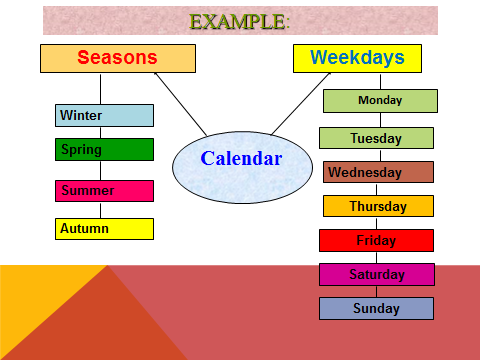 EXAMPLE:
Seasons
Weekdays
Winter
Spring
Summer
Autumn
Calendar
Monday
Tuesday
Wednesday
Thursday
Friday
Saturday
Sunday